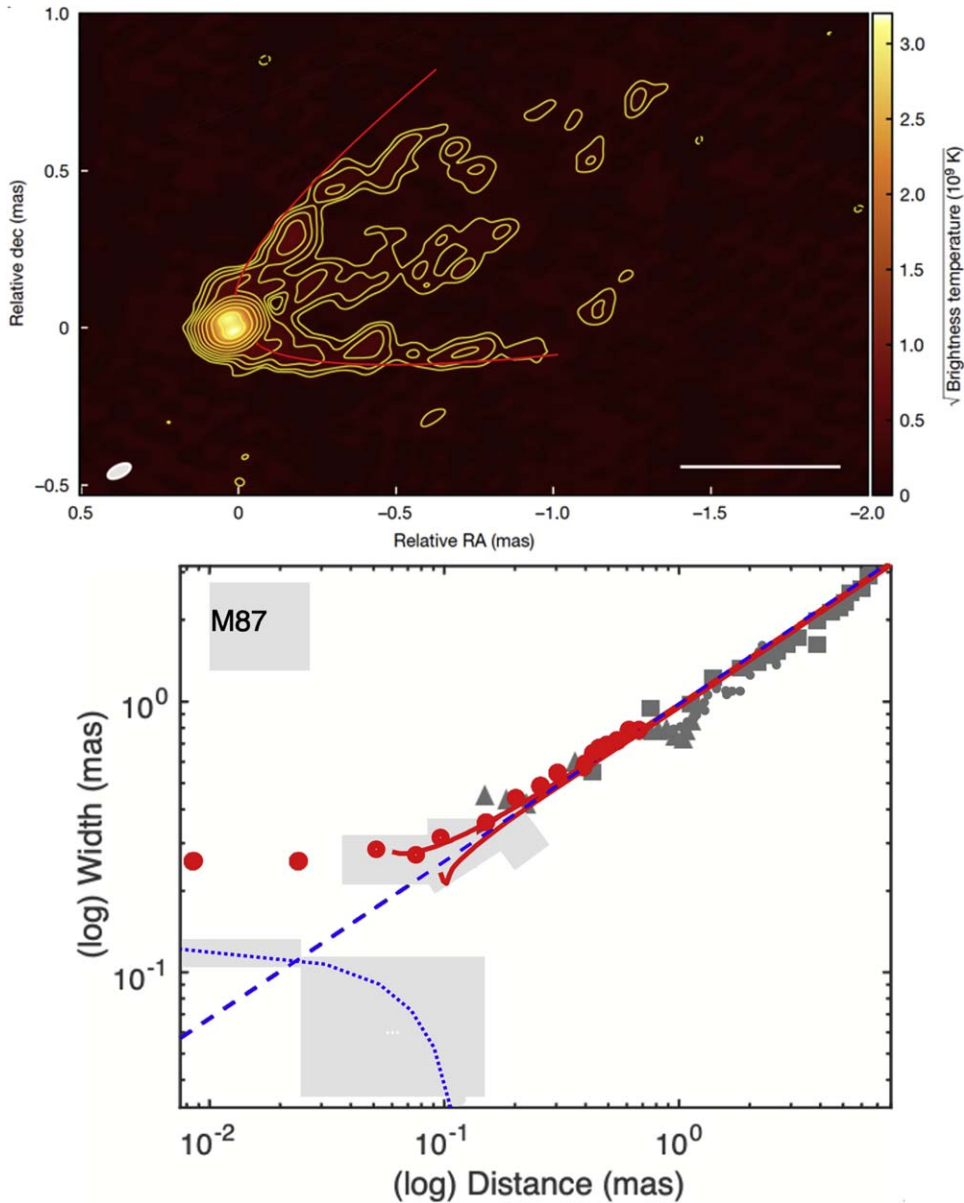 1.0
0.5
0
−0.5
Relative dec (mas)
0.5 0 −0.5 −1.0 −1.5 −2.0
Relative RA (mas)
3.0
2.5
2.0
1.5
1.0
0.5
0
√Brightness temperature (10⁹ K)
M87
10⁰
10⁻¹
(log) Width (mas)
10⁻² 10⁻¹ 10⁰
(log) Distance (mas)